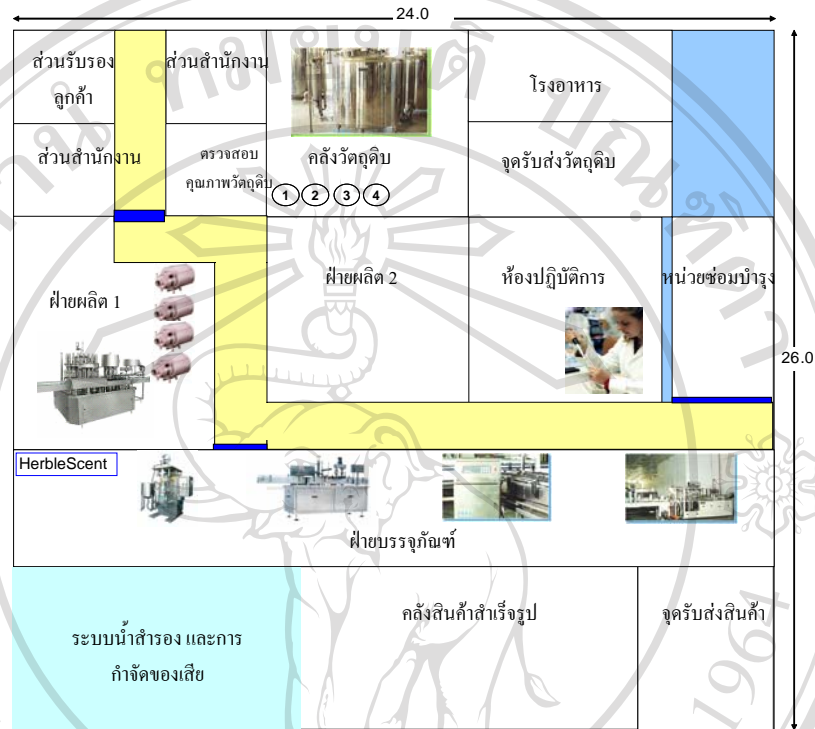 24.0
ส่วนรับรอง
ลูกค้า
ส่วนสำนักงาน
โรงอาหาร
ส่วนสำนักงาน
ตรวจสอบ
คุณภาพวัตถุดิบ
คลังวัตถุดิบ
1 2 3 4
จุดรับส่งวัตถุดิบ
ฝ่ายผลิต 1
ฝ่ายผลิต 2
ห้องปฏิบัติการ
หน่วยซ่อมบำรุง
26.0
HerbleScent
ฝ่ายบรรจุภัณฑ์
ระบบน้ำสำรอง และการ
กำจัดของเสีย
คลังสินค้าสำเร็จรูป
จุดรับส่งสินค้า
1964